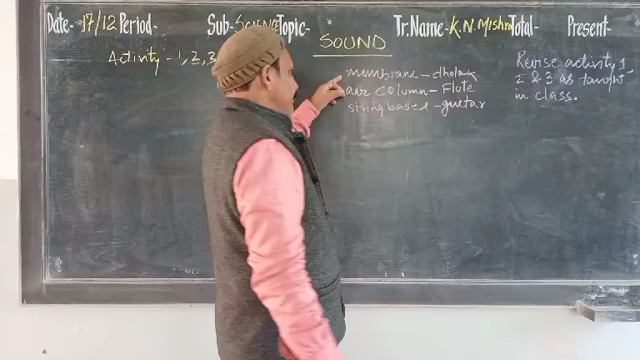 Date- 17/12 Period- Sub- SCIENCE Topic- Tr.Name- K.N. Mishra Total- Present-
Activity - 1, 2, 3
SOUND
membrane - dholak
air column - Flute
string based - guetar
Revise activity 1
2 & 3 as taught
in class.